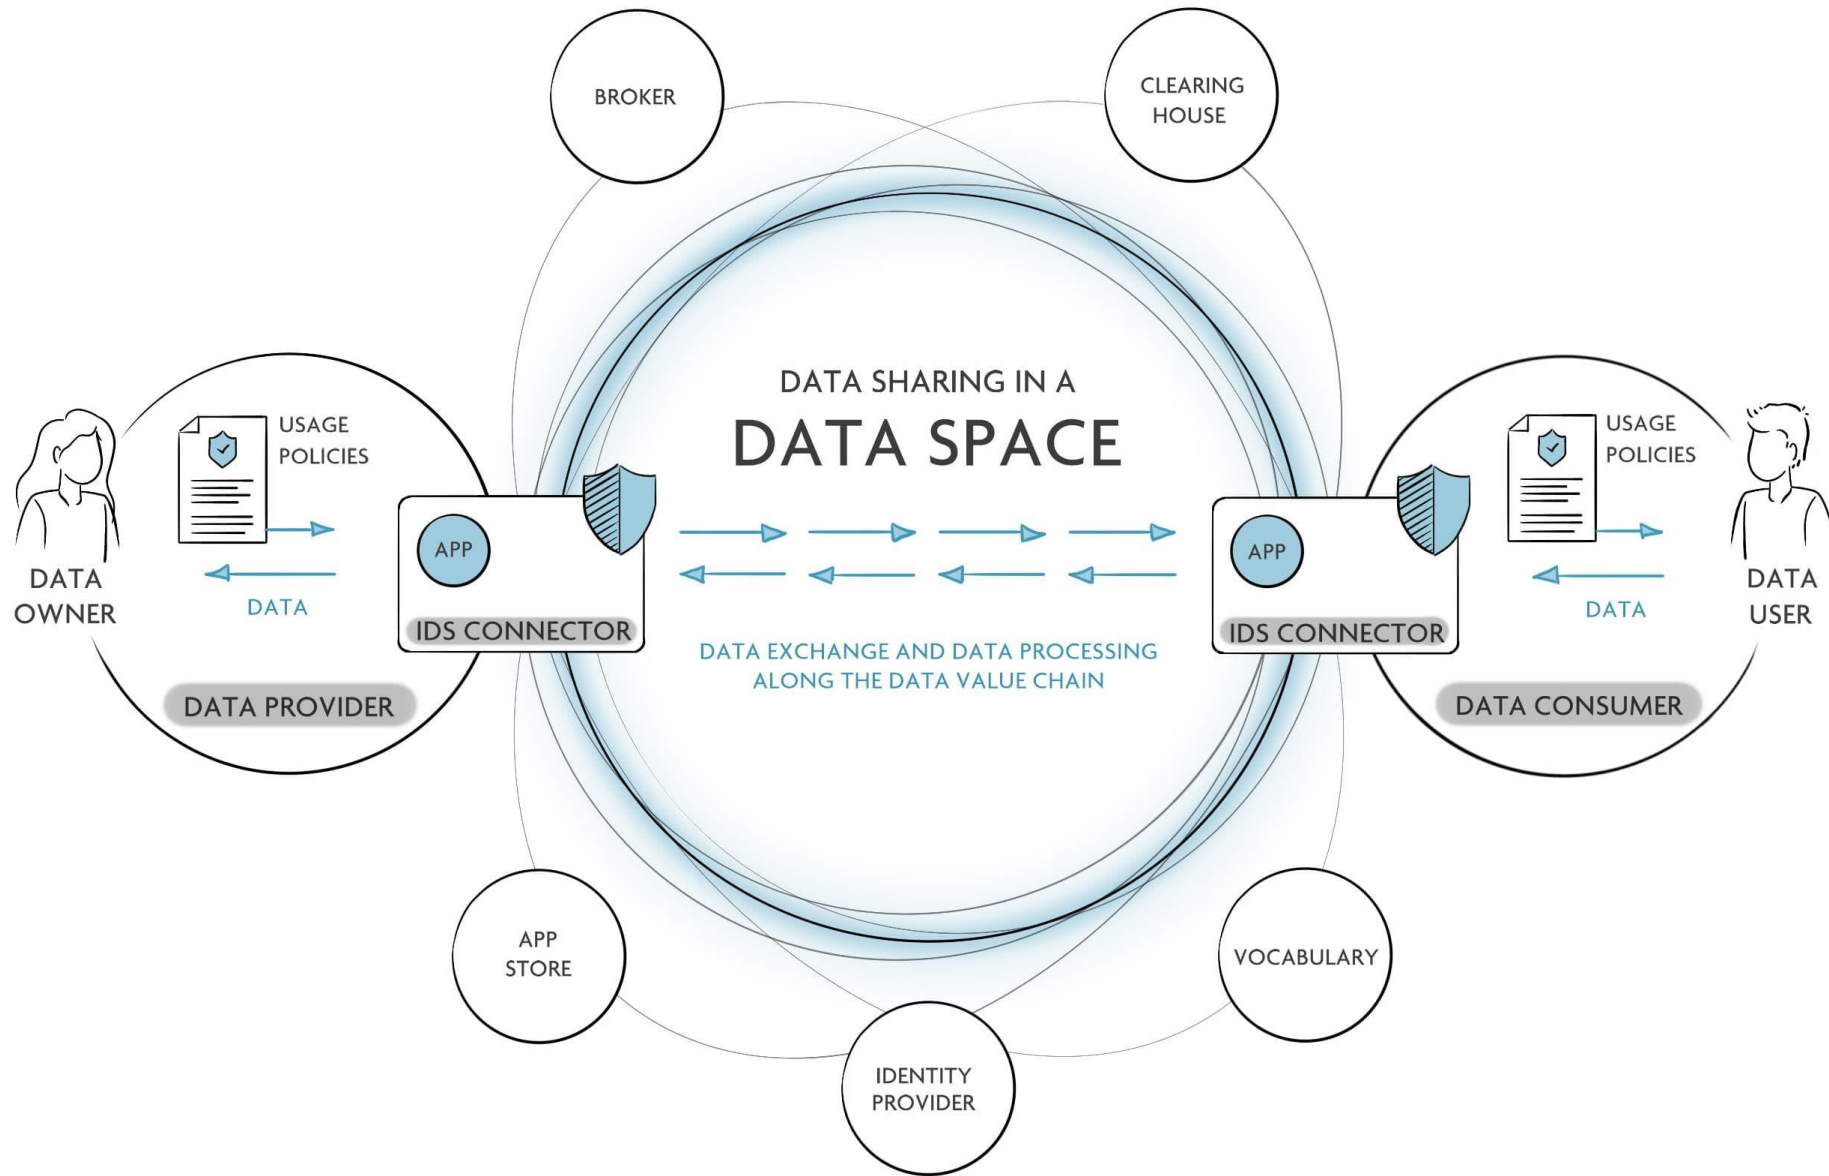 BROKER
CLEARING
HOUSE
DATA SHARING IN A
DATA SPACE
USAGE
POLICIES
USAGE
POLICIES
APP
APP
DATA
OWNER
DATA
DATA
DATA
USER
IDS CONNECTOR
IDS CONNECTOR
DATA EXCHANGE AND DATA PROCESSING
ALONG THE DATA VALUE CHAIN
DATA PROVIDER
DATA CONSUMER
APP
STORE
VOCABULARY
IDENTITY
PROVIDER